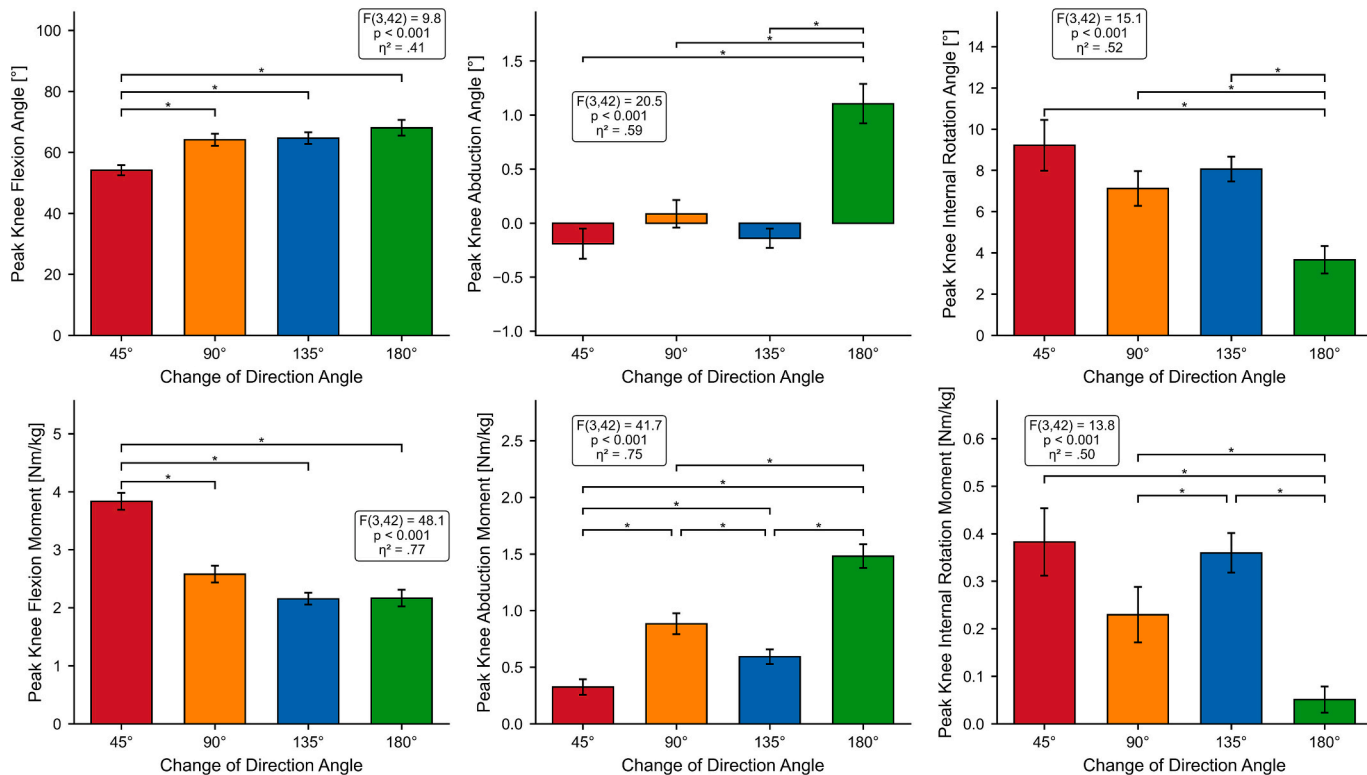 Peak Knee Flexion Angle [°]
100
80
60
40
20
0
F(3,42) = 9.8
p < 0.001
η² = .41
*
*
*
45°
90°
135°
180°
Change of Direction Angle
Peak Knee Abduction Angle [°]
1.5
1.0
0.5
0.0
−0.5
−1.0
*
*
*
F(3,42) = 20.5
p < 0.001
η² = .59
45°
90°
135°
180°
Change of Direction Angle
Peak Knee Internal Rotation Angle [°]
14
12
10
8
6
4
2
0
F(3,42) = 15.1
p < 0.001
η² = .52
*
*
*
45°
90°
135°
180°
Change of Direction Angle
Peak Knee Flexion Moment [Nm/kg]
5
4
3
2
1
0
*
*
*
F(3,42) = 48.1
p < 0.001
η² = .77
45°
90°
135°
180°
Change of Direction Angle
Peak Knee Abduction Moment [Nm/kg]
2.5
2.0
1.5
1.0
0.5
0.0
F(3,42) = 41.7
p < 0.001
η² = .75
*
*
*
*
*
*
45°
90°
135°
180°
Change of Direction Angle
Peak Knee Internal Rotation Moment [Nm/kg]
0.6
0.5
0.4
0.3
0.2
0.1
0.0
F(3,42) = 13.8
p < 0.001
η² = .50
*
*
*
*
45°
90°
135°
180°
Change of Direction Angle